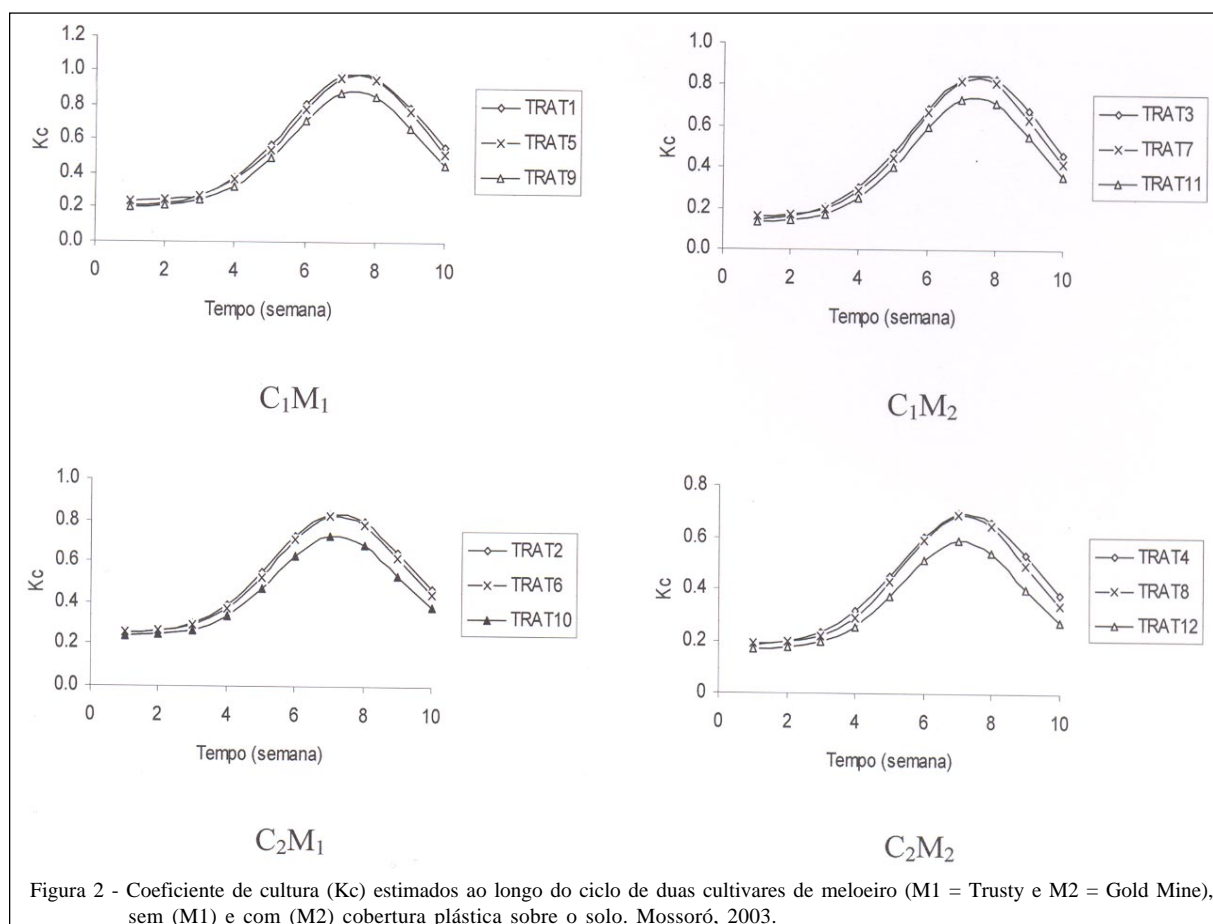 1.2
1.0
0.8
0.6
0.4
0.2
0.0
Kc
0 2 4 6 8 10
Tempo (semana)
TRAT1
TRAT5
TRAT9
C₁M₁
1.0
0.8
0.6
0.4
0.2
0.0
Kc
0 2 4 6 8 10
Tempo (semana)
TRAT3
TRAT7
TRAT11
C₁M₂
1.0
0.8
0.6
0.4
0.2
0.0
Kc
0 2 4 6 8 10
Tempo (semana)
TRAT2
TRAT6
TRAT10
C₂M₁
0.8
0.6
0.4
0.2
0
Kc
0 2 4 6 8 10
Tempo (semana)
TRAT4
TRAT8
TRAT12
C₂M₂
Figura 2 - Coeficiente de cultura (Kc) estimados ao longo do ciclo de duas cultivares de meloeiro (M1 = Trusty e M2 = Gold Mine),
sem (M1) e com (M2) cobertura plástica sobre o solo. Mossoró, 2003.